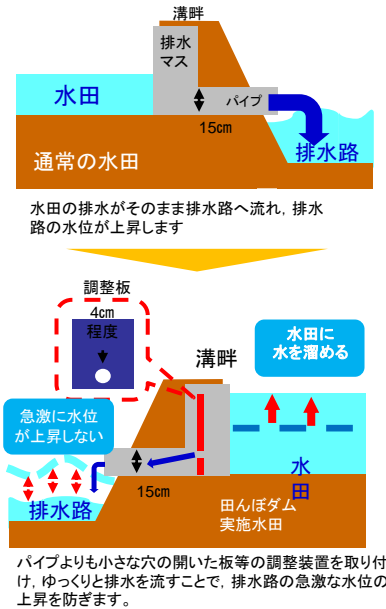 溝畔
排水
マス
水田
パイプ
15㎝
排水路
通常の水田
水田の排水がそのまま排水路へ流れ，排水
路の水位が上昇します
調整板
4㎝
程度
溝畔
水田に
水を溜める
急激に水位
が上昇しない
15㎝
排水路
水
田
田んぼダム
実施水田
パイプよりも小さな穴の開いた板等の調整装置を取り付
け，ゆっくりと排水を流すことで，排水路の急激な水位の
上昇を防ぎます。